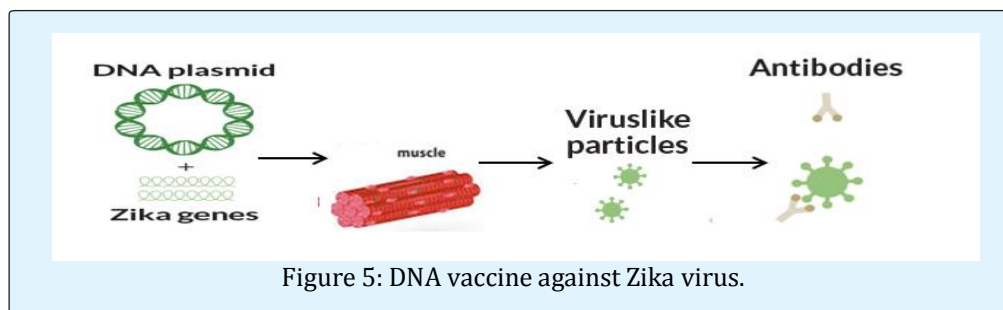 DNA plasmid
+
Zika genes
muscle
Viruslike
particles
Antibodies
Figure 5: DNA vaccine against Zika virus.